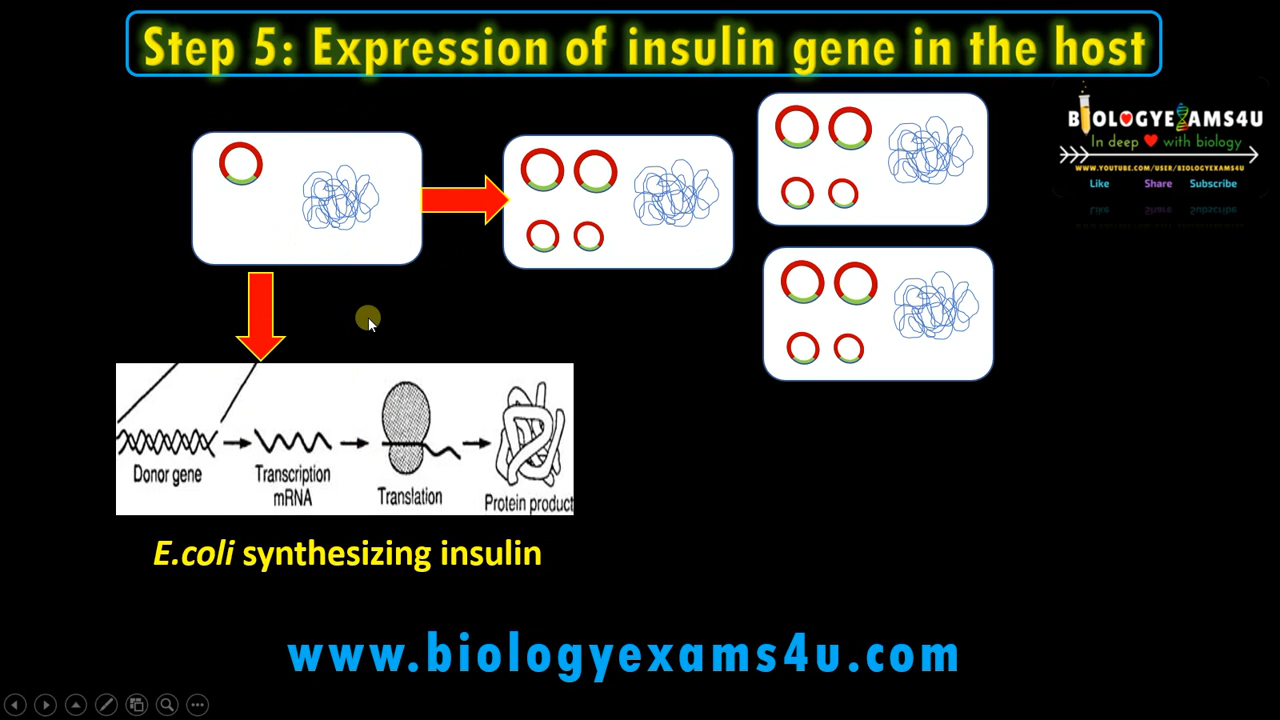 Step 5: Expression of insulin gene in the host
BIOLOGYEXAMS4U
In deep with biology
WWW.YOUTUBE.COM/USER/BIOLOGYEXAMS4U
Like Share Subscribe
Donor gene
Transcription
mRNA
Translation
Protein product
E.coli synthesizing insulin
www.biologyexams4u.com